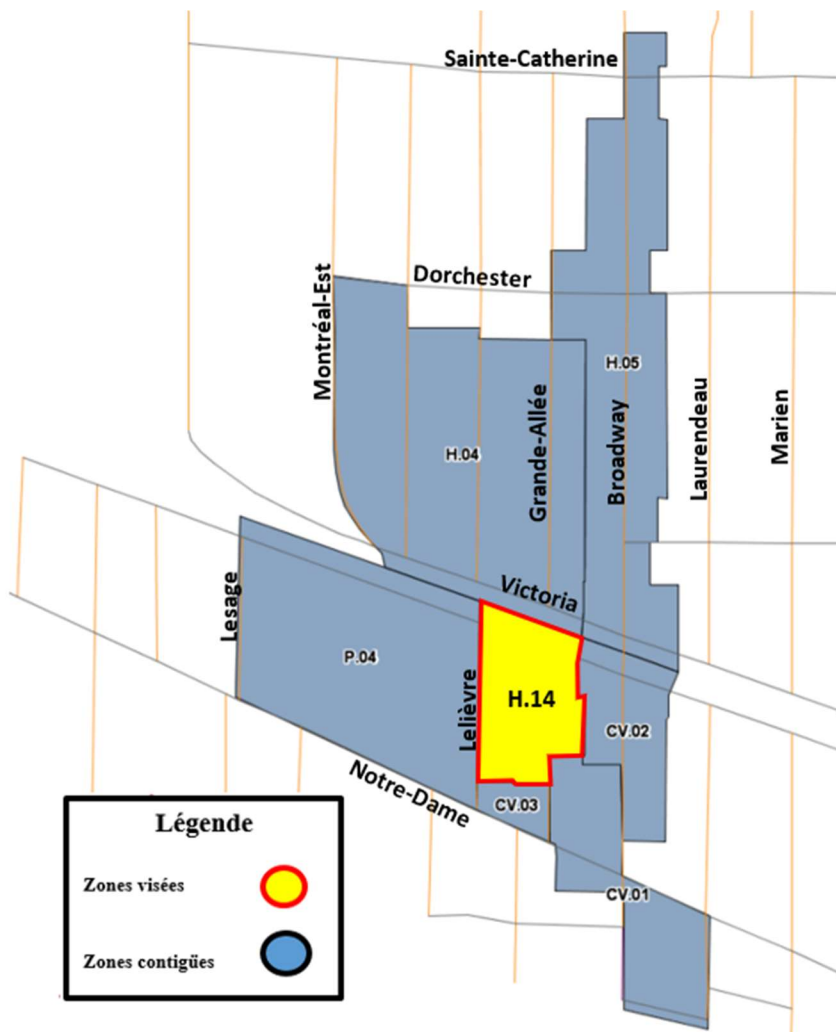 Sainte-Catherine
Dorchester
Montréal-Est
H.05
Grande-Allée
Broadway
Laurendeau
Marien
H.04
Victoria
Lesage
P.04
Lelièvre
H.14
CV.02
Notre-Dame
CV.03
CV.01
Légende
Zones visées
Zones contigües